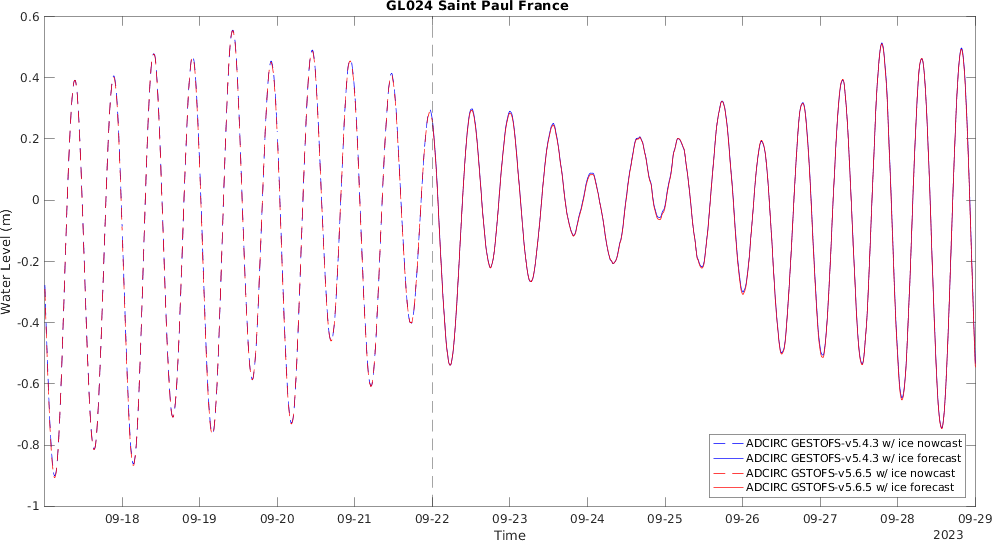 GL024 Saint Paul France
0.6
0.4
0.2
0
-0.2
-0.4
-0.6
-0.8
-1
Water Level (m)
ADCIRC GESTOFS-v5.4.3 w/ ice nowcast
ADCIRC GESTOFS-v5.4.3 w/ ice forecast
ADCIRC GSTOFS-v5.6.5 w/ ice nowcast
ADCIRC GSTOFS-v5.6.5 w/ ice forecast
09-18 09-19 09-20 09-21 09-22 09-23 09-24 09-25 09-26 09-27 09-28 09-29
Time
2023